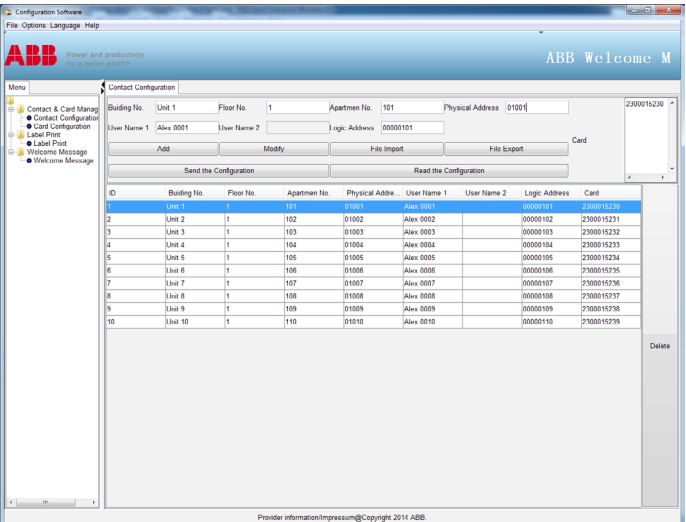 Configuration Software
File Options Language Help
ABB Power and productivity
for a better world™
ABB Welcome M
Menu
Contact & Card Manag
Contact Configuration
Card Configuration
Label Print
Label Print
Welcome Message
Welcome Message
Contact Configuration
Buiding No. Unit 1 Floor No. 1 Apartmen No. 101 Physical Address 01001
User Name 1 Alex 0001 User Name 2 Logic Address 00000101
Card 2300015230
Add Modify File Import File Export
Send the Configuration Read the Configuration
ID Buiding No. Floor No. Apartmen No. Physical Addre... User Name 1 User Name 2 Logic Address Card
1 Unit 1 1 101 01001 Alex 0001 00000101 2300015230
2 Unit 2 1 102 01002 Alex 0002 00000102 2300015231
3 Unit 3 1 103 01003 Alex 0003 00000103 2300015232
4 Unit 4 1 104 01004 Alex 0004 00000104 2300015233
5 Unit 5 1 105 01005 Alex 0005 00000105 2300015234
6 Unit 6 1 106 01006 Alex 0006 00000106 2300015235
7 Unit 7 1 107 01007 Alex 0007 00000107 2300015236
8 Unit 8 1 108 01008 Alex 0008 00000108 2300015237
9 Unit 9 1 109 01009 Alex 0009 00000109 2300015238
10 Unit 10 1 110 01010 Alex 0010 00000110 2300015239
Delete
Provider information/Impressum@Copyright 2014 ABB.